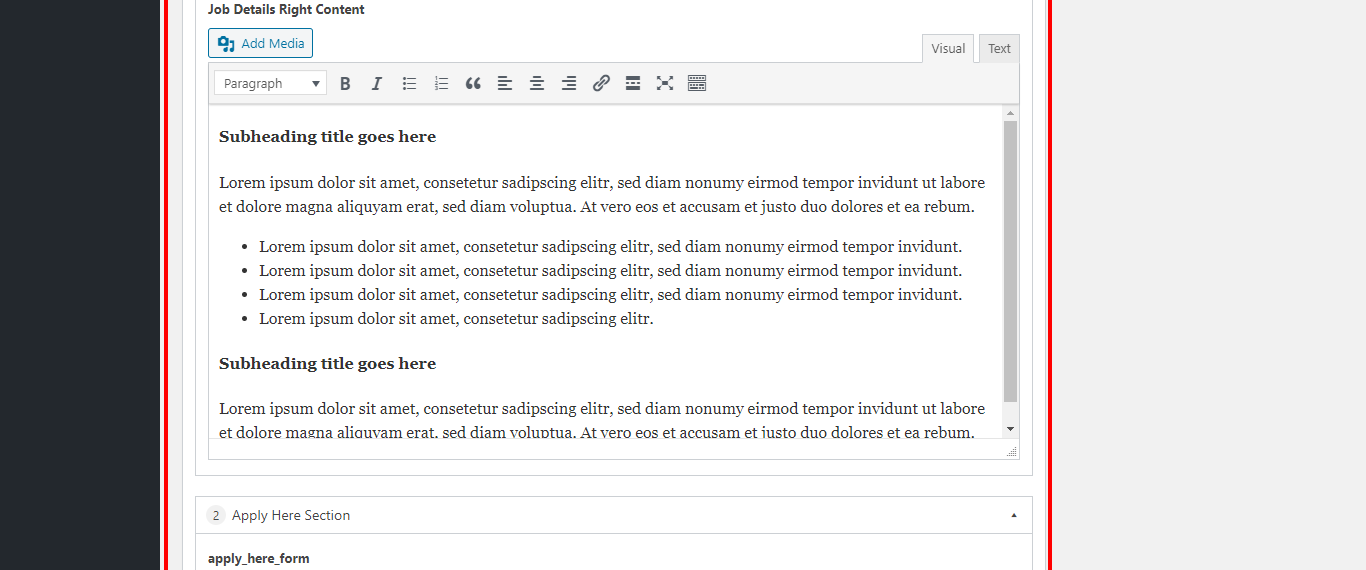 Job Details Right Content
Add Media
Visual Text
Paragraph
Subheading title goes here
Lorem ipsum dolor sit amet, consetetur sadipscing elitr, sed diam nonumy eirmod tempor invidunt ut labore
et dolore magna aliquyam erat, sed diam voluptua. At vero eos et accusam et justo duo dolores et ea rebum.
• Lorem ipsum dolor sit amet, consetetur sadipscing elitr, sed diam nonumy eirmod tempor invidunt.
• Lorem ipsum dolor sit amet, consetetur sadipscing elitr, sed diam nonumy eirmod tempor invidunt.
• Lorem ipsum dolor sit amet, consetetur sadipscing elitr, sed diam nonumy eirmod tempor invidunt.
• Lorem ipsum dolor sit amet, consetetur sadipscing elitr.
Subheading title goes here
Lorem ipsum dolor sit amet, consetetur sadipscing elitr, sed diam nonumy eirmod tempor invidunt ut labore
et dolore magna aliquyam erat, sed diam voluptua. At vero eos et accusam et justo duo dolores et ea rebum.
2 Apply Here Section
apply_here_form